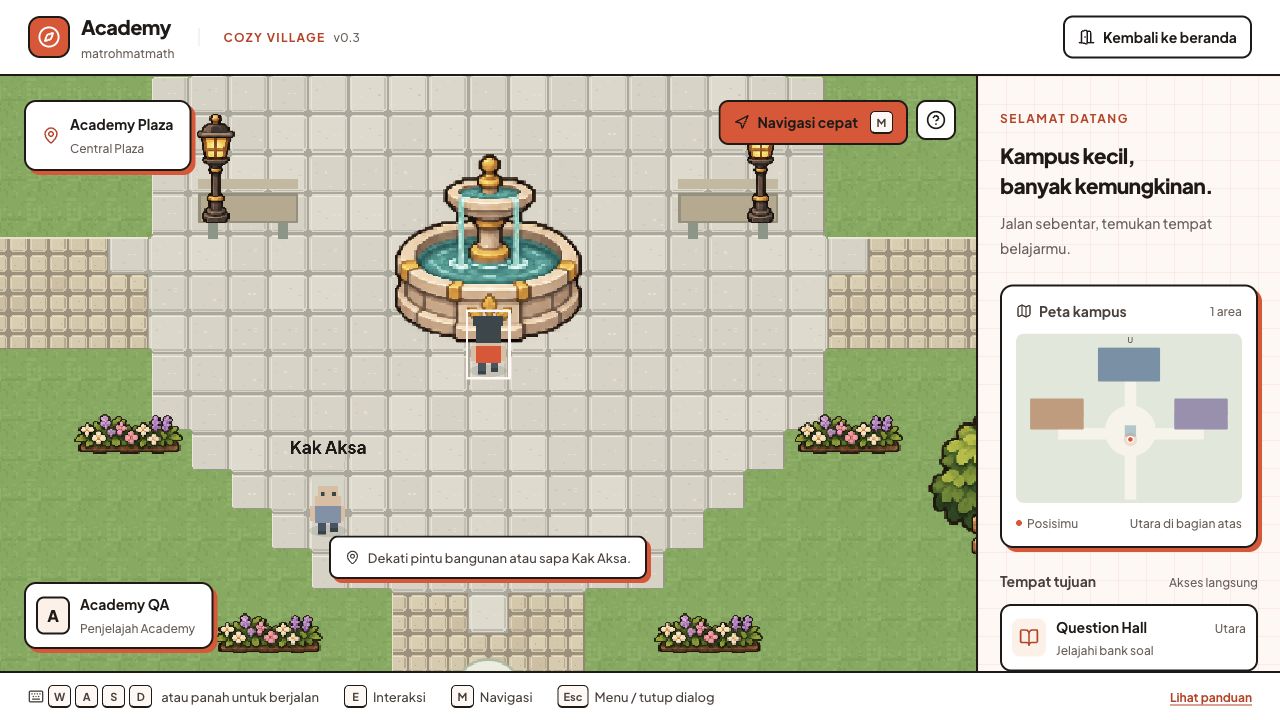 Academy
matrohmatmath
COZY VILLAGE v0.3
Kembali ke beranda
Academy Plaza
Central Plaza
Navigasi cepat M
Kak Aksa
Dekati pintu bangunan atau sapa Kak Aksa.
A
Academy QA
Penjelajah Academy
SELAMAT DATANG
Kampus kecil,
banyak kemungkinan.
Jalan sebentar, temukan tempat
belajarmu.
Peta kampus 1 area
U
Posisimu Utara di bagian atas
Tempat tujuan Akses langsung
Question Hall Utara
Jelajahi bank soal
W A S D atau panah untuk berjalan E Interaksi M Navigasi Esc Menu / tutup dialog Lihat panduan